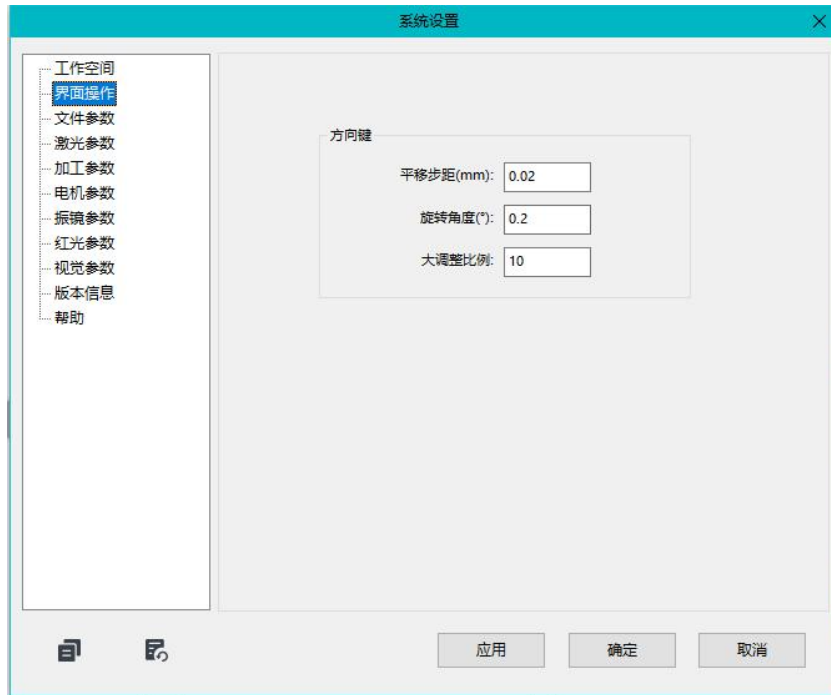 系统设置
工作空间
界面操作
文件参数
激光参数
加工参数
电机参数
振镜参数
红光参数
视觉参数
版本信息
帮助
方向键
平移步距(mm): 0.02
旋转角度(°): 0.2
大调整比例: 10
应用
确定
取消